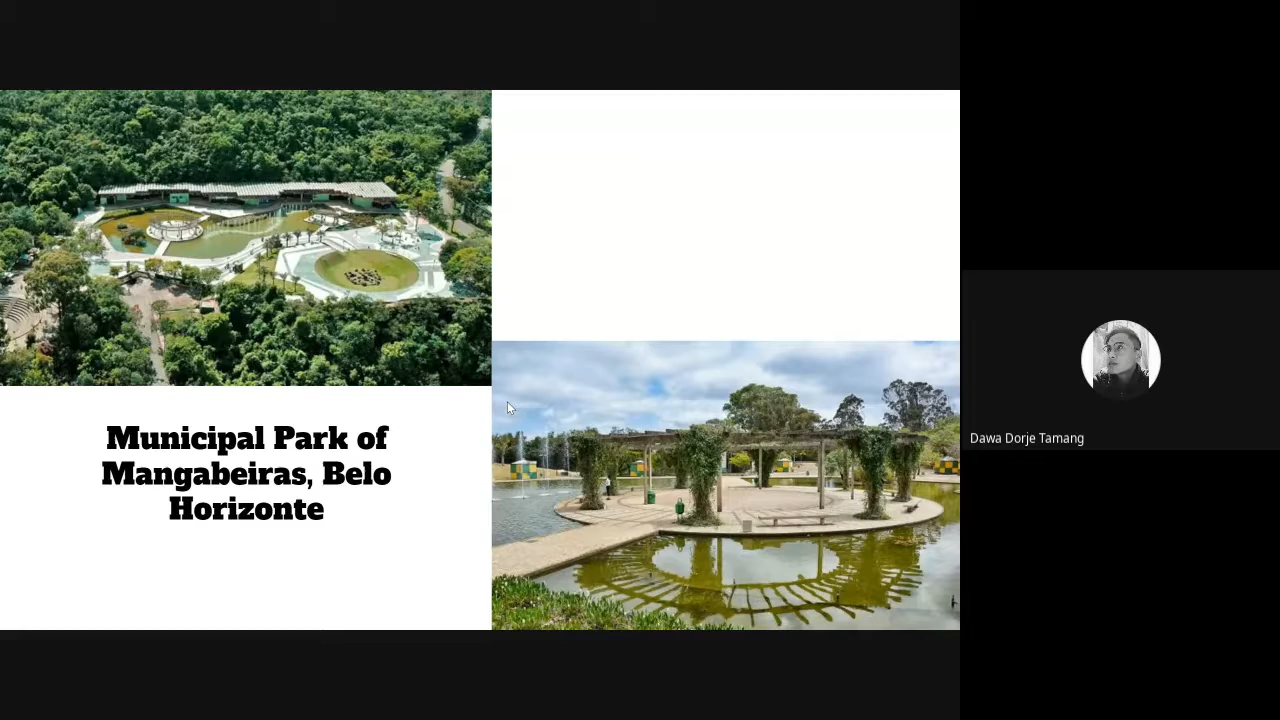 Municipal Park of
Mangabeiras, Belo
Horizonte
Dawa Dorje Tamang